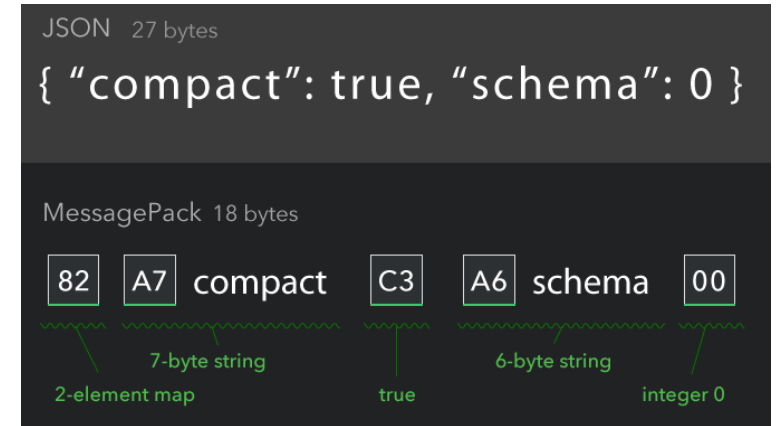 JSON 27 bytes
{ “compact”: true, “schema”: 0 }
MessagePack 18 bytes
82 A7 compact C3 A6 schema 00
7-byte string 6-byte string
2-element map true integer 0